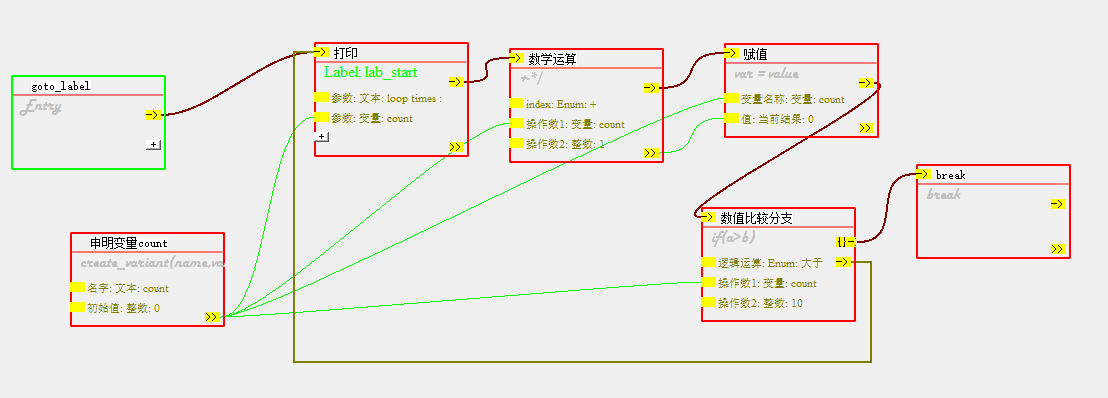 goto_label
Entry
打印
Label: lab_start
参数: 文本: loop times :
参数: 变量: count
数学运算
+-*/
index: Enum: +
操作数1: 变量: count
操作数2: 整数: 1
赋值
var = value
变量名称: 变量: count
值: 当前结果: 0
申明变量count
create_variant(name,va
名字: 文本: count
初始值: 整数: 0
数值比较分支
if(a>b)
逻辑运算: Enum: 大于
操作数1: 变量: count
操作数2: 整数: 10
break
break